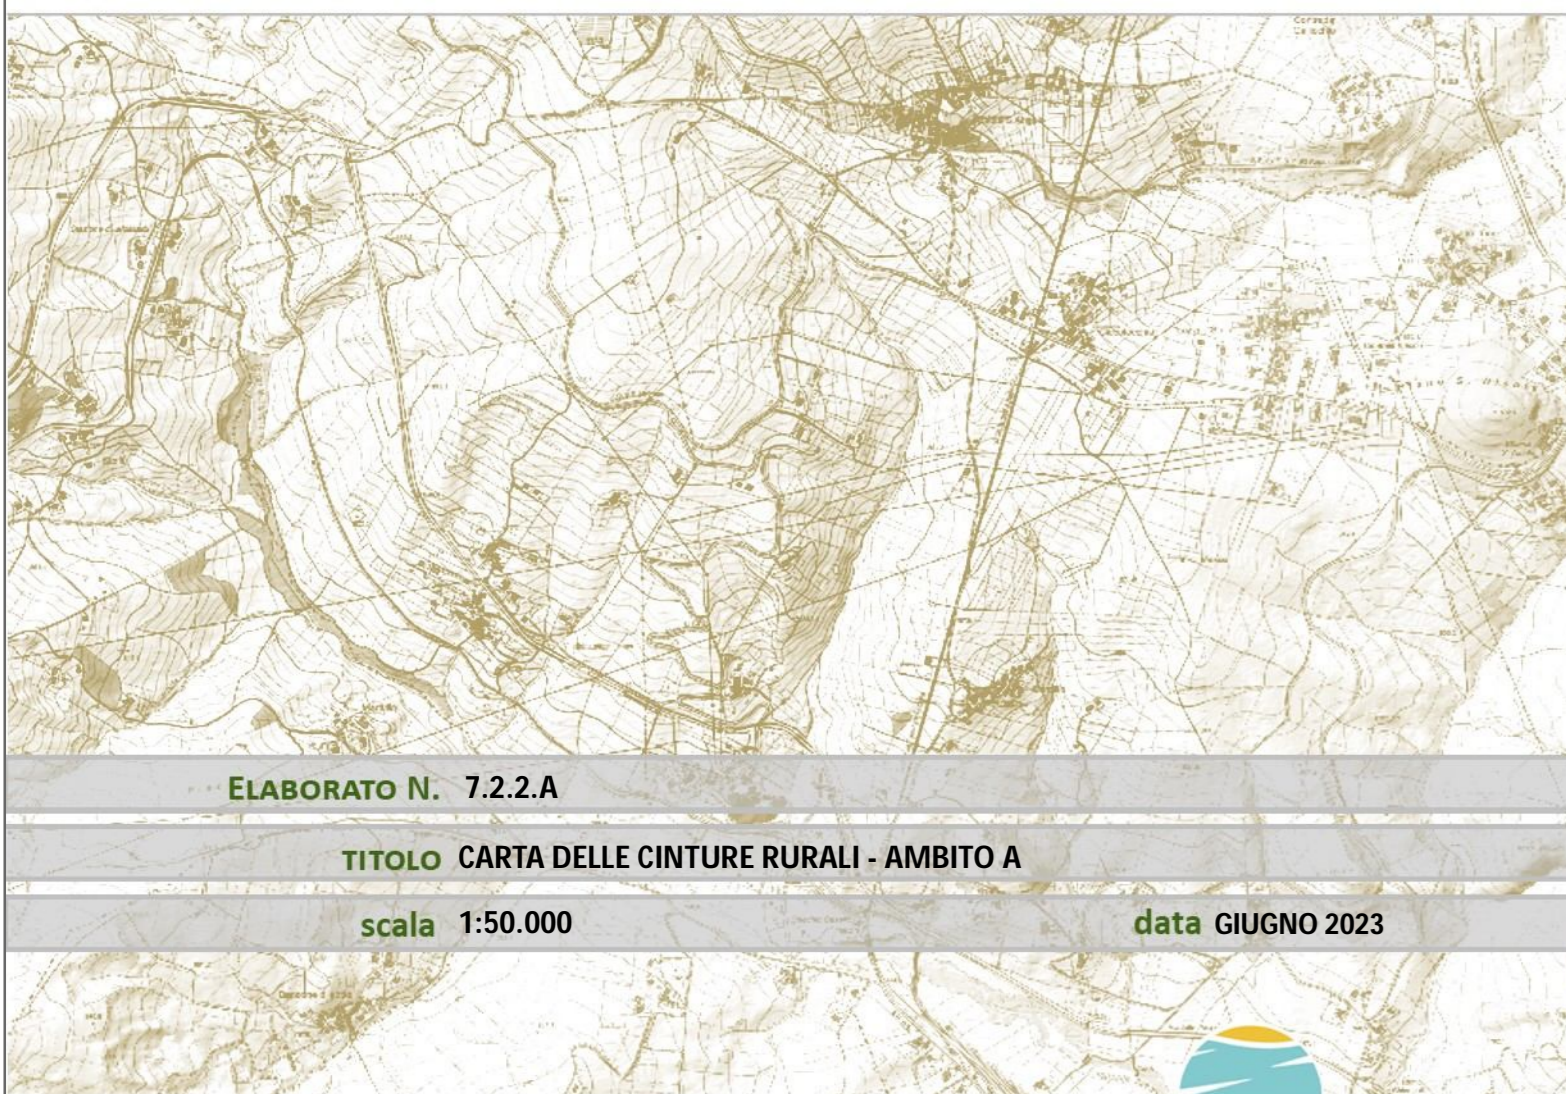 ELABORATO N. 7.2.2.A
TITOLO CARTA DELLE CINTURE RURALI - AMBITO A
scala 1:50.000 data GIUGNO 2023